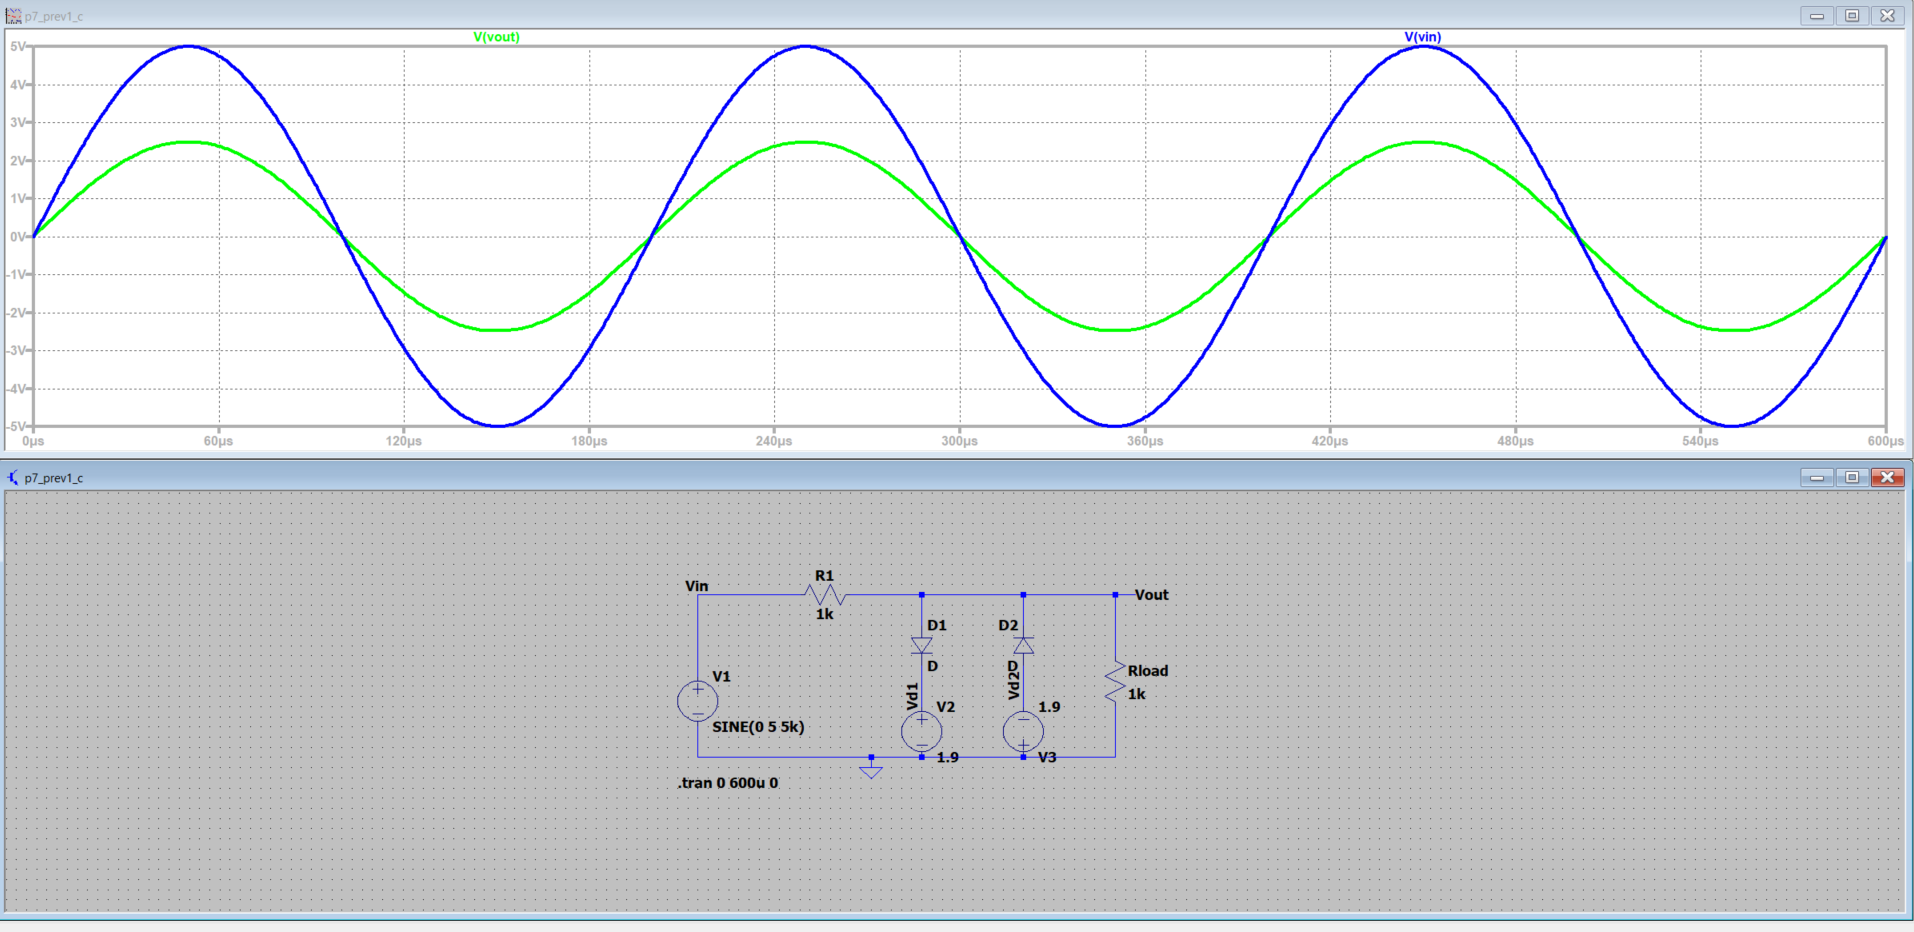 p7_prev1_c
V(vout)
V(vin)
5V
4V
3V
2V
1V
0V
-1V
-2V
-3V
-4V
-5V
0µs
60µs
120µs
180µs
240µs
300µs
360µs
420µs
480µs
540µs
600µs
p7_prev1_c
R1
Vin
Vout
1k
D1
D2
D
D
Rload
V1
Vd1
Vd2
1k
V2
1.9
SINE(0 5 5k)
1.9
V3
.tran 0 600u 0